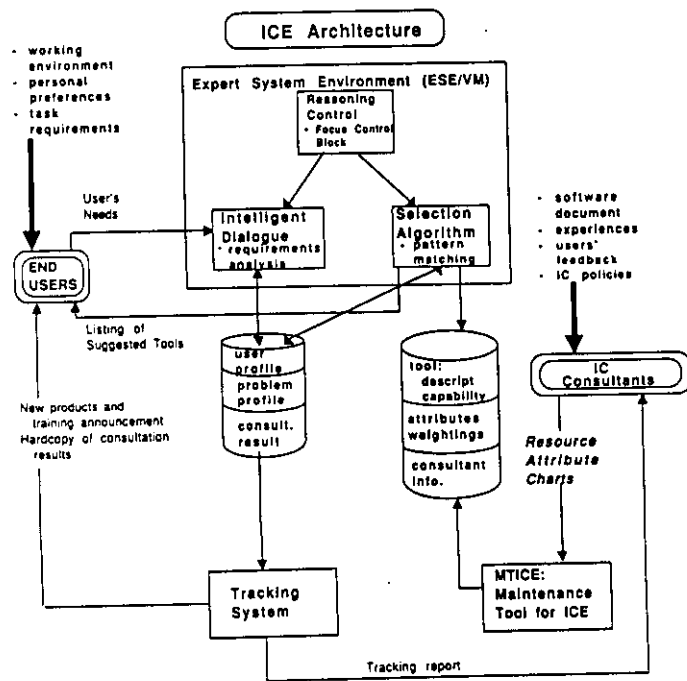 ICE Architecture
- working
environment
- personal
preferences
- task
requirements
Expert System Environment (ESE/VM)
Reasoning
Control
• Focus Control
Block
User's
Needs
Intelligent
Dialogue
• requirements
analysis
Selection
Algorithm
• pattern
matching
- software
document
- experiences
- users'
feedback
- IC policies
END
USERS
Listing of
Suggested Tools
user
profile
problem
profile
consult.
result
tool:
descript
capability
attributes
weightings
consultant
info.
IC
Consultants
New products and
training announcement
Hardcopy of consultation
results
Resource
Attribute
Charts
Tracking
System
MTICE:
Maintenance
Tool for ICE
Tracking report